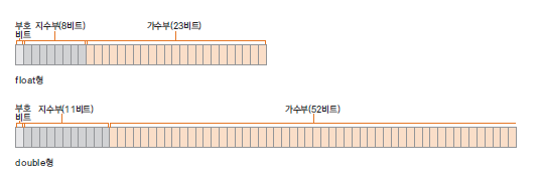 부호 비트 지수부(8비트) 가수부(23비트)
float형
부호 비트 지수부(11비트) 가수부(52비트)
double형